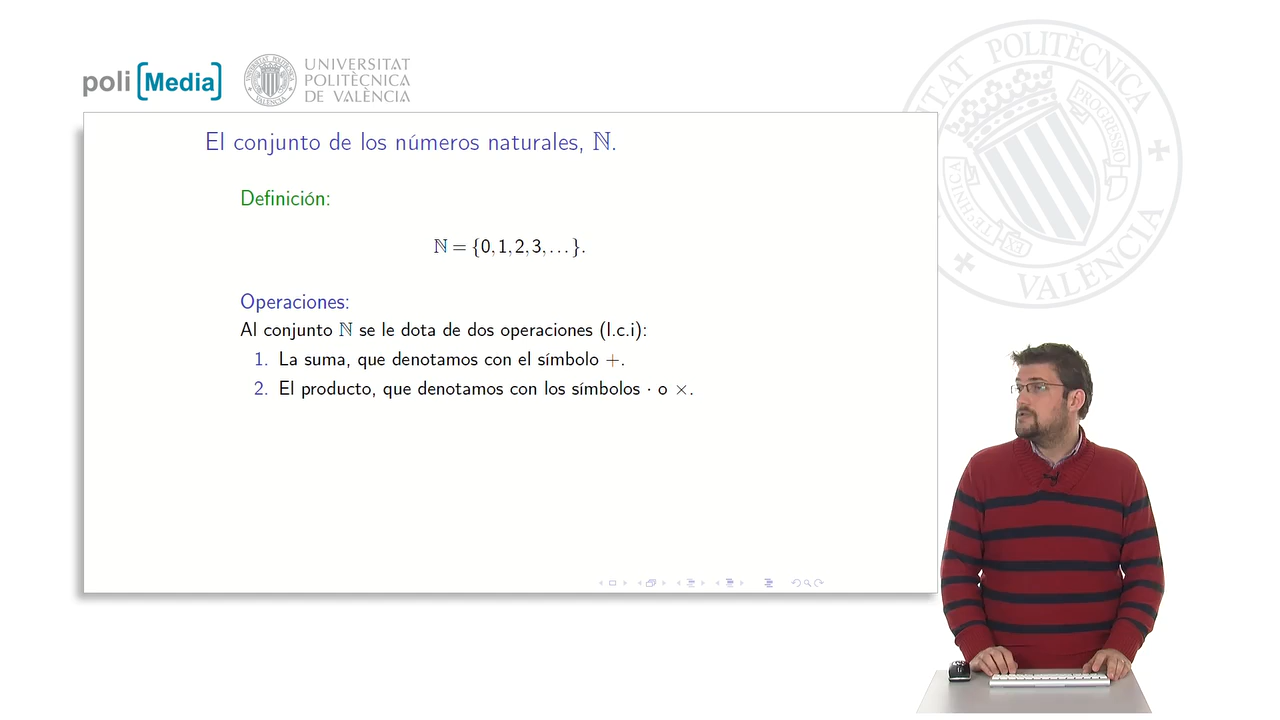 poli [Media]
UNIVERSITAT
POLITÈCNICA
DE VALÈNCIA
UNIVERSITAT POLITÈCNICA
DE VALÈNCIA
El conjunto de los números naturales, ℕ.
Definición:
ℕ = {0,1,2,3,...}.
Operaciones:
Al conjunto ℕ se le dota de dos operaciones (l.c.i):
1. La suma, que denotamos con el símbolo +.
2. El producto, que denotamos con los símbolos · o ×.